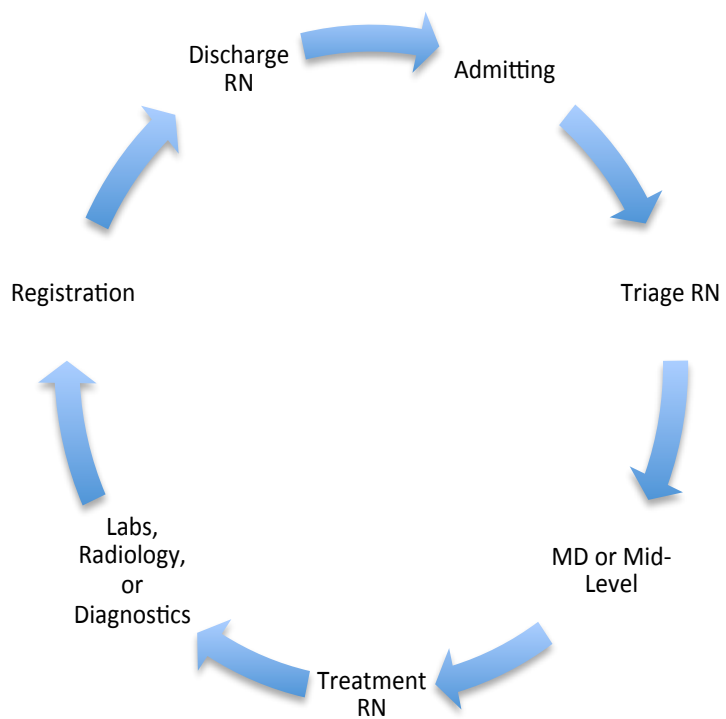 Discharge
RN
Admitting
Triage RN
MD or Mid-
Level
Treatment
RN
Labs,
Radiology,
or
Diagnostics
Registration